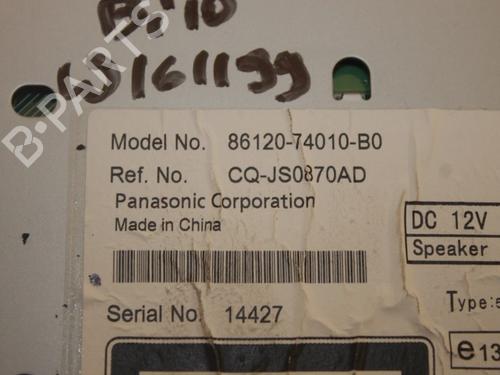 Model No. 86120-74010-B0
Ref. No. CQ-JS0870AD
Panasonic Corporation
Made in China
DC 12V
Speaker
Type:e
Serial No. 14427
e13
B-PARTS